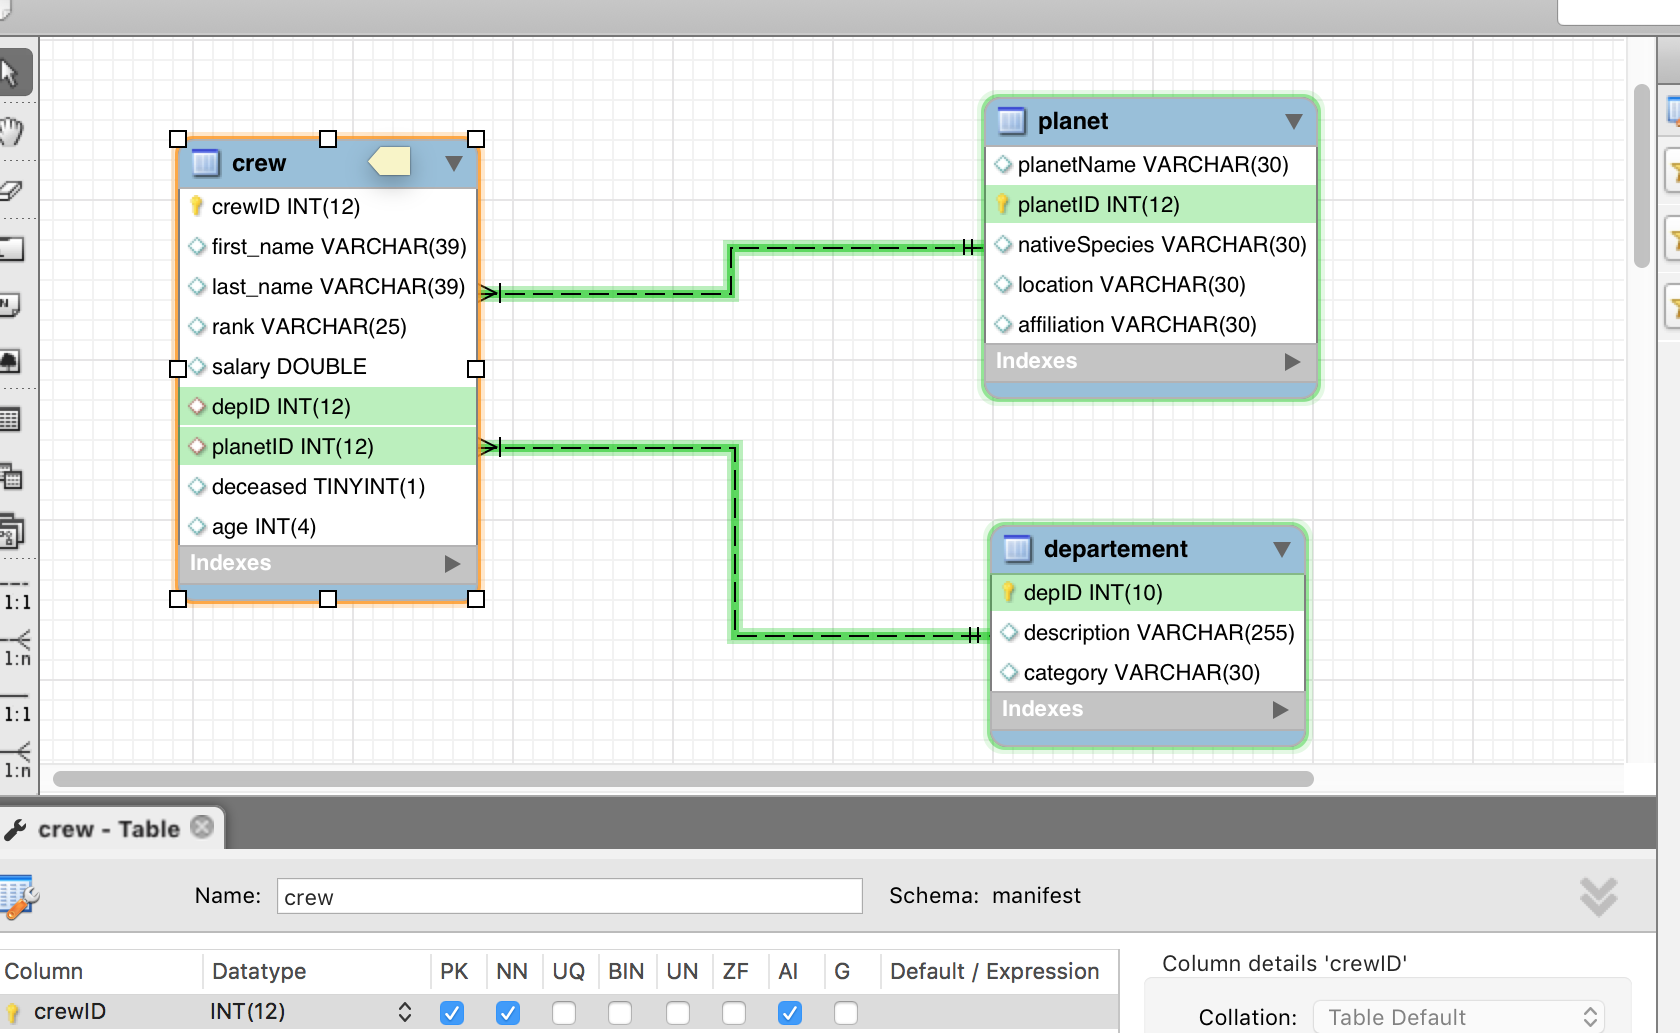 planet
planetName VARCHAR(30)
planetID INT(12)
nativeSpecies VARCHAR(30)
location VARCHAR(30)
affiliation VARCHAR(30)
Indexes
crew
crewID INT(12)
first_name VARCHAR(39)
last_name VARCHAR(39)
rank VARCHAR(25)
salary DOUBLE
depID INT(12)
planetID INT(12)
deceased TINYINT(1)
age INT(4)
Indexes
departement
depID INT(10)
description VARCHAR(255)
category VARCHAR(30)
Indexes
1:1
1:n
1:1
1:n
crew - Table
Name: crew Schema: manifest
Column Datatype PK NN UQ BIN UN ZF AI G Default / Expression
crewID INT(12)
Column details 'crewID'
Collation: Table Default